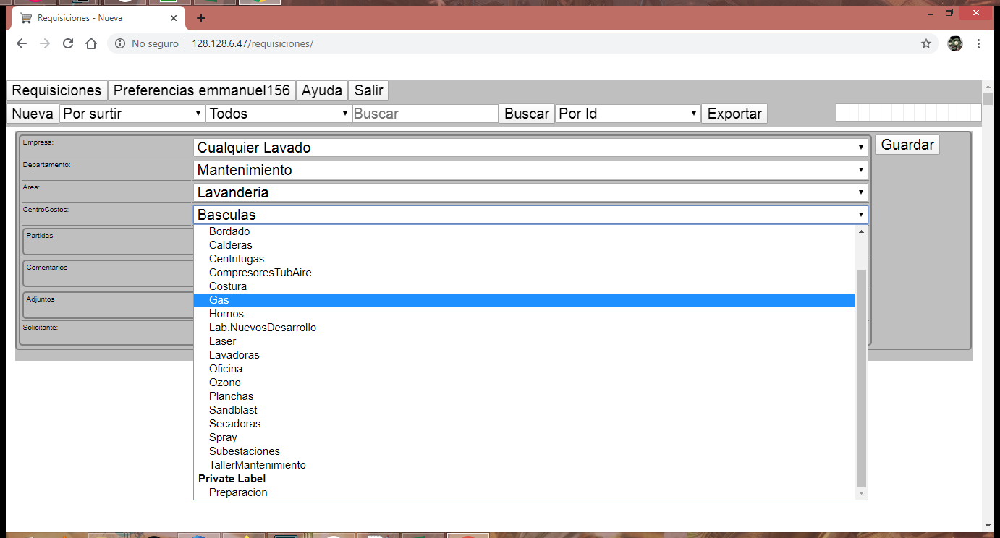 Requisiciones - Nueva
No seguro 128.128.6.47/requisiciones/
Requisiciones Preferencias emmanuel156 Ayuda Salir
Nueva Por surtir Todos Buscar Buscar Por Id Exportar
Empresa: Cualquier Lavado Guardar
Departamento: Mantenimiento
Area: Lavanderia
CentroCostos: Basculas
Partidas
Comentarios
Adjuntos
Solicitante:
Bordado
Calderas
Centrifugas
CompresoresTubAire
Costura
Gas
Hornos
Lab.NuevosDesarrollo
Laser
Lavadoras
Oficina
Ozono
Planchas
Sandblast
Secadoras
Spray
Subestaciones
TallerMantenimiento
Private Label
Preparacion